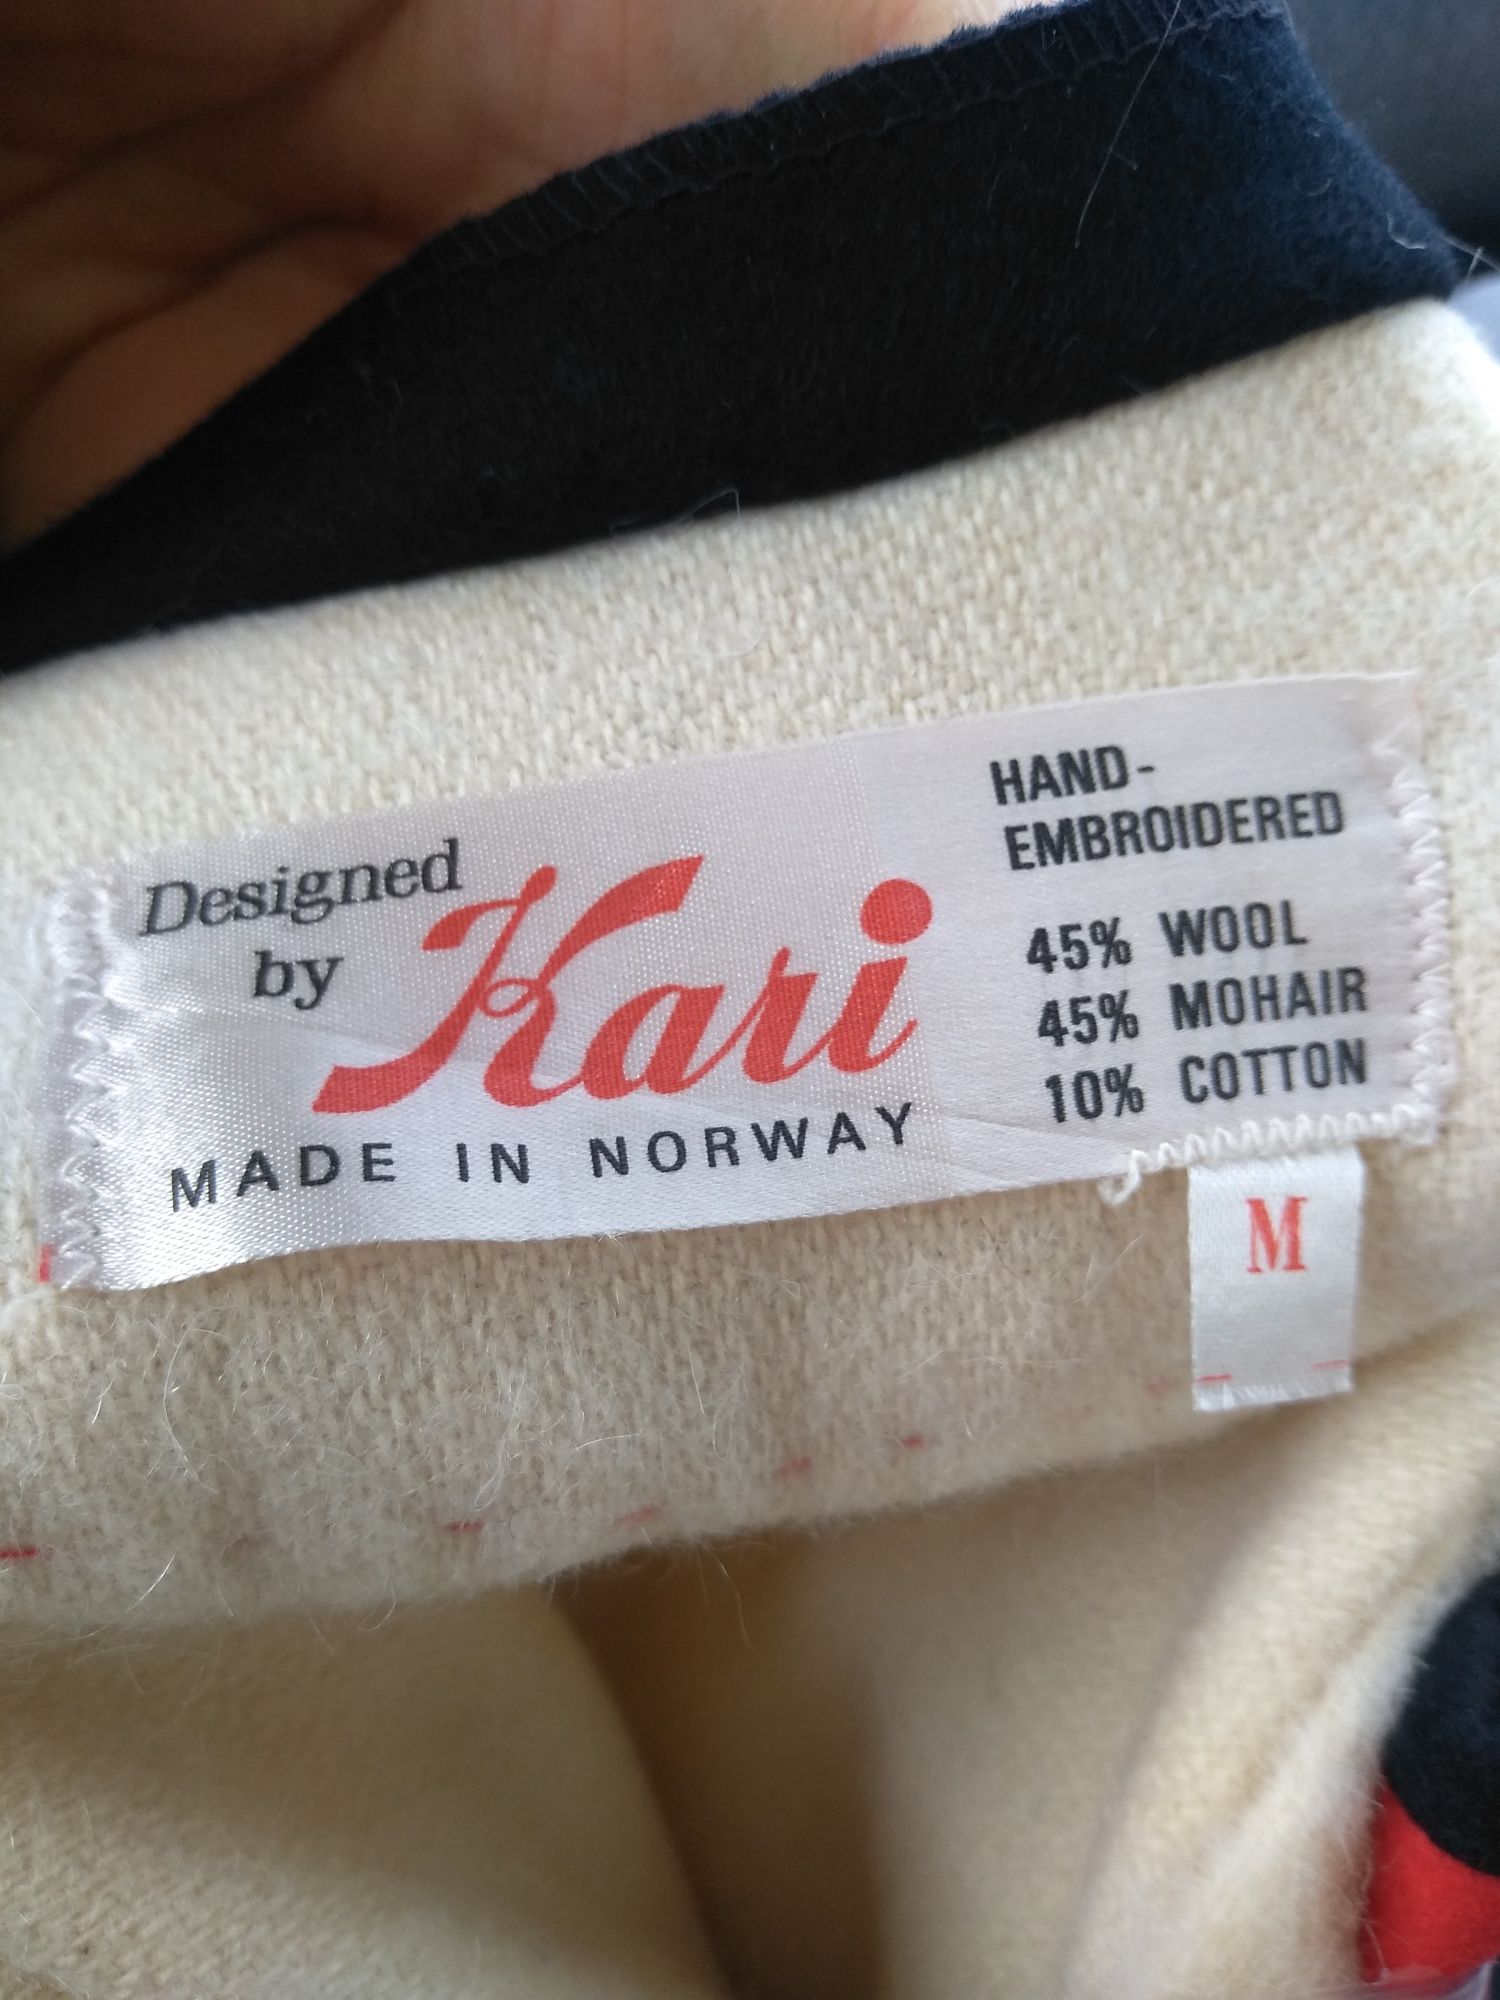 Designed
by Kari
MADE IN NORWAY
HAND-
EMBROIDERED
45% WOOL
45% MOHAIR
10% COTTON
M